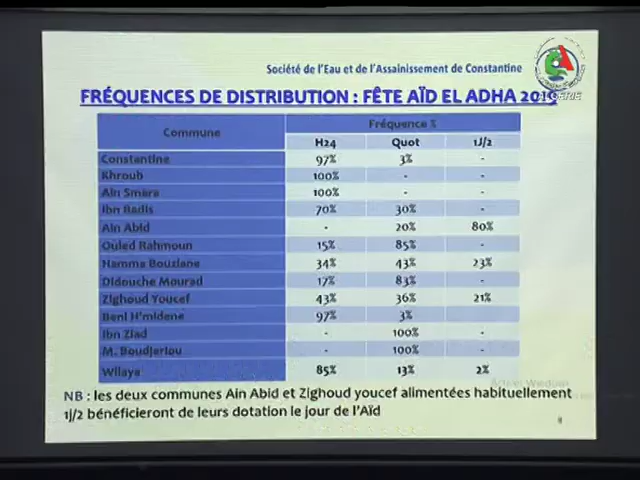 Société de l'Eau et de l'Assainissement de Constantine
FRÉQUENCES DE DISTRIBUTION : FÊTE AÏD EL ADHA 2019
Commune Fréquence %
H24 Quot 1J/2
Constantine 97% 3% -
Khroub 100% - -
Ain Smara 100% - -
Ibn Badis 70% 30% -
Ain Abid - 20% 80%
Ouled Rahmoun 15% 85% -
Hamma Bouziane 34% 43% 23%
Didouche Mourad 17% 83% -
Zighoud Youcef 43% 36% 21%
Beni H'midene 97% 3%
Ibn Ziad - 100% -
M. Boudjeriou - 100% -
Wilaya 85% 13% 2%
NB : les deux communes Ain Abid et Zighoud youcef alimentées habituellement
1j/2 bénéficieront de leurs dotation le jour de l'Aïd
8